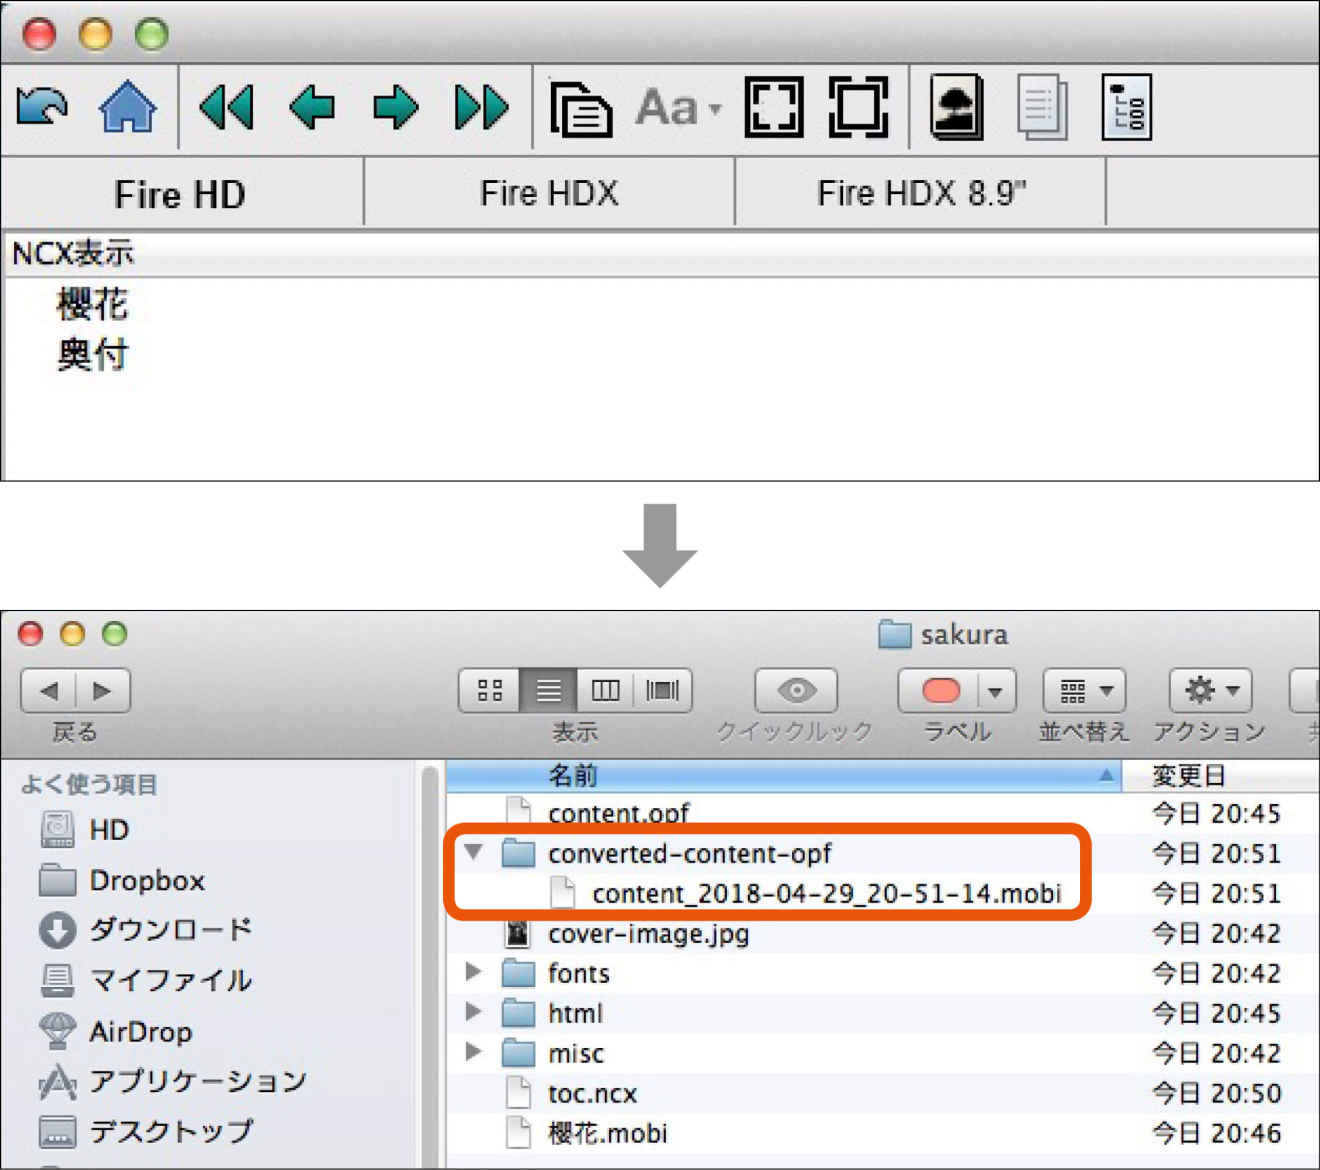 Aa
Fire HD
Fire HDX
Fire HDX 8.9"
NCX表示
櫻花
奥付
sakura
戻る
表示
クイックルック
ラベル
並べ替え
アクション
よく使う項目
HD
Dropbox
ダウンロード
マイファイル
AirDrop
アプリケーション
デスクトップ
名前
変更日
content.opf
今日 20:45
converted-content-opf
今日 20:51
content_2018-04-29_20-51-14.mobi
今日 20:51
cover-image.jpg
今日 20:42
fonts
今日 20:42
html
今日 20:45
misc
今日 20:42
toc.ncx
今日 20:50
櫻花.mobi
今日 20:46